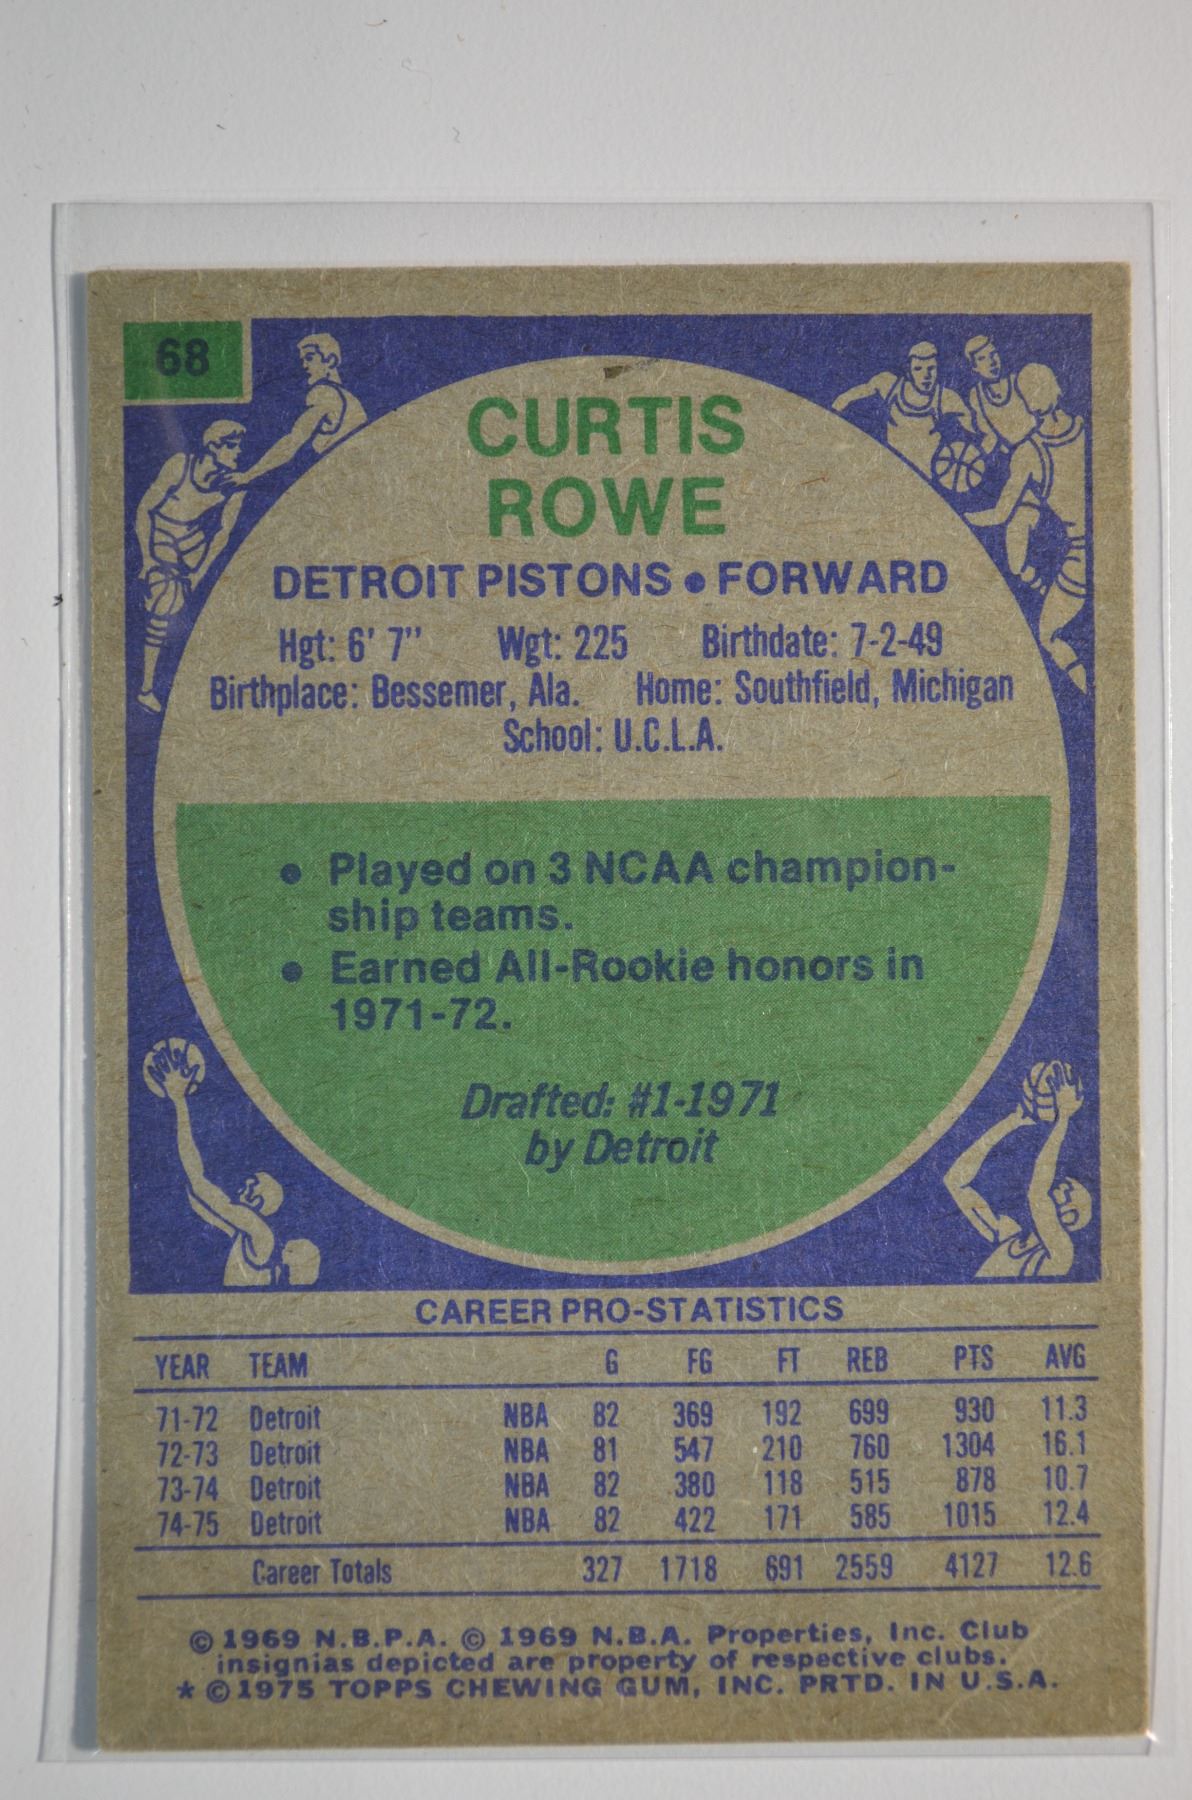 68
CURTIS
ROWE
DETROIT PISTONS • FORWARD
Hgt: 6' 7" Wgt: 225 Birthdate: 7-2-49
Birthplace: Bessemer, Ala. Home: Southfield, Michigan
School: U.C.L.A.
• Played on 3 NCAA champion-
ship teams.
• Earned All-Rookie honors in
1971-72.
Drafted: #1-1971
by Detroit
CAREER PRO-STATISTICS
YEAR TEAM G FG FT REB PTS AVG
71-72 Detroit NBA 82 369 192 699 930 11.3
72-73 Detroit NBA 81 547 210 760 1304 16.1
73-74 Detroit NBA 82 380 118 515 878 10.7
74-75 Detroit NBA 82 422 171 585 1015 12.4
Career Totals 327 1718 691 2559 4127 12.6
© 1969 N.B.P.A. © 1969 N.B.A. Properties, Inc. Club
insignias depicted are property of respective clubs.
* © 1975 TOPPS CHEWING GUM, INC. PRTD. IN U.S.A.